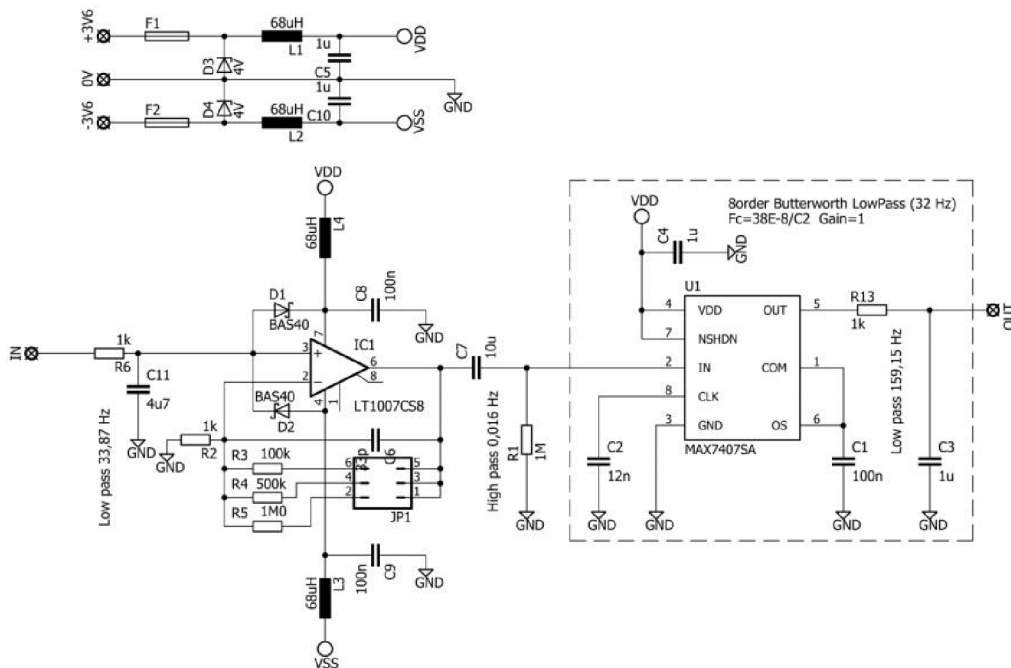 +3V6
F1
68uH
L1
1u
VDD
D3
4V
C5
0V
1u
GND
D4
4V
C10
-3V6
F2
68uH
L2
VSS
VDD
68uH
L4
D1
BAS40
C8
100n
GND
IN
1k
R6
C11
4u7
GND
7
3
+
2
−
4
1
6
8
IC1
LT1007CS8
BAS40
D2
C7
10u
1k
R2
GND
33p
C6
R3
100k
R4
500k
R5
1M0
6
5
4
3
2
1
JP1
Low pass 33,87 Hz
High pass 0,016 Hz
R1
1M
GND
100n
C9
GND
68uH
L3
VSS
8order Butterworth LowPass (32 Hz)
Fc=38E-8/C2 Gain=1
VDD
C4
1u
GND
U1
4
VDD
OUT
5
7
NSHDN
2
IN
COM
1
8
CLK
3
GND
OS
6
MAX7407SA
R13
1k
OUT
Low pass 159,15 Hz
C2
12n
GND
GND
C1
100n
GND
C3
1u
GND